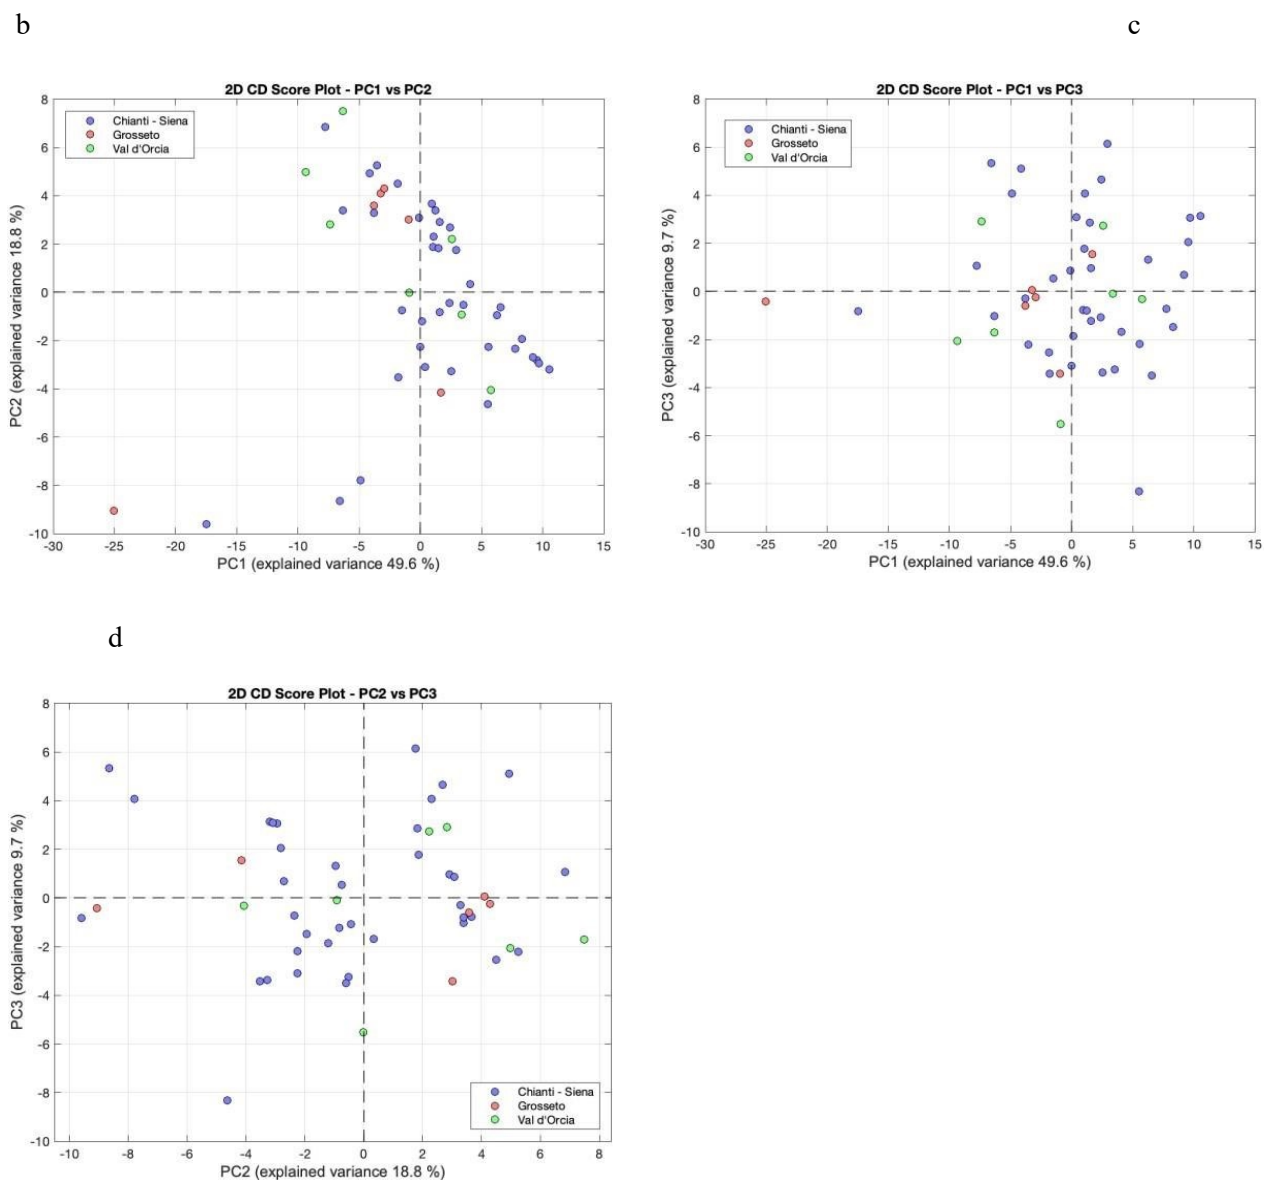 b
c
2D CD Score Plot - PC1 vs PC2
Chianti - Siena
Grosseto
Val d'Orcia
8
6
4
2
0
-2
-4
-6
-8
-10
PC2 (explained variance 18.8 %)
-30 -25 -20 -15 -10 -5 0 5 10 15
PC1 (explained variance 49.6 %)
2D CD Score Plot - PC1 vs PC3
Chianti - Siena
Grosseto
Val d'Orcia
8
6
4
2
0
-2
-4
-6
-8
-10
PC3 (explained variance 9.7 %)
-30 -25 -20 -15 -10 -5 0 5 10 15
PC1 (explained variance 49.6 %)
d
2D CD Score Plot - PC2 vs PC3
8
6
4
2
0
-2
-4
-6
-8
-10
PC3 (explained variance 9.7 %)
Chianti - Siena
Grosseto
Val d'Orcia
-10 -8 -6 -4 -2 0 2 4 6 8
PC2 (explained variance 18.8 %)